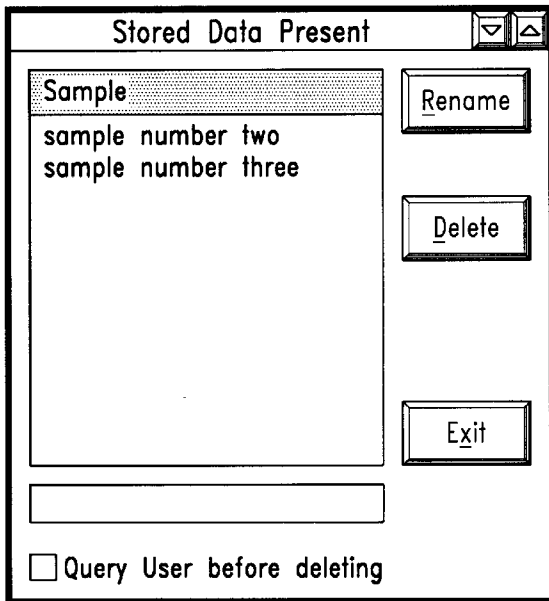 Stored Data Present
Sample
sample number two
sample number three
Rename
Delete
Exit
Query User before deleting